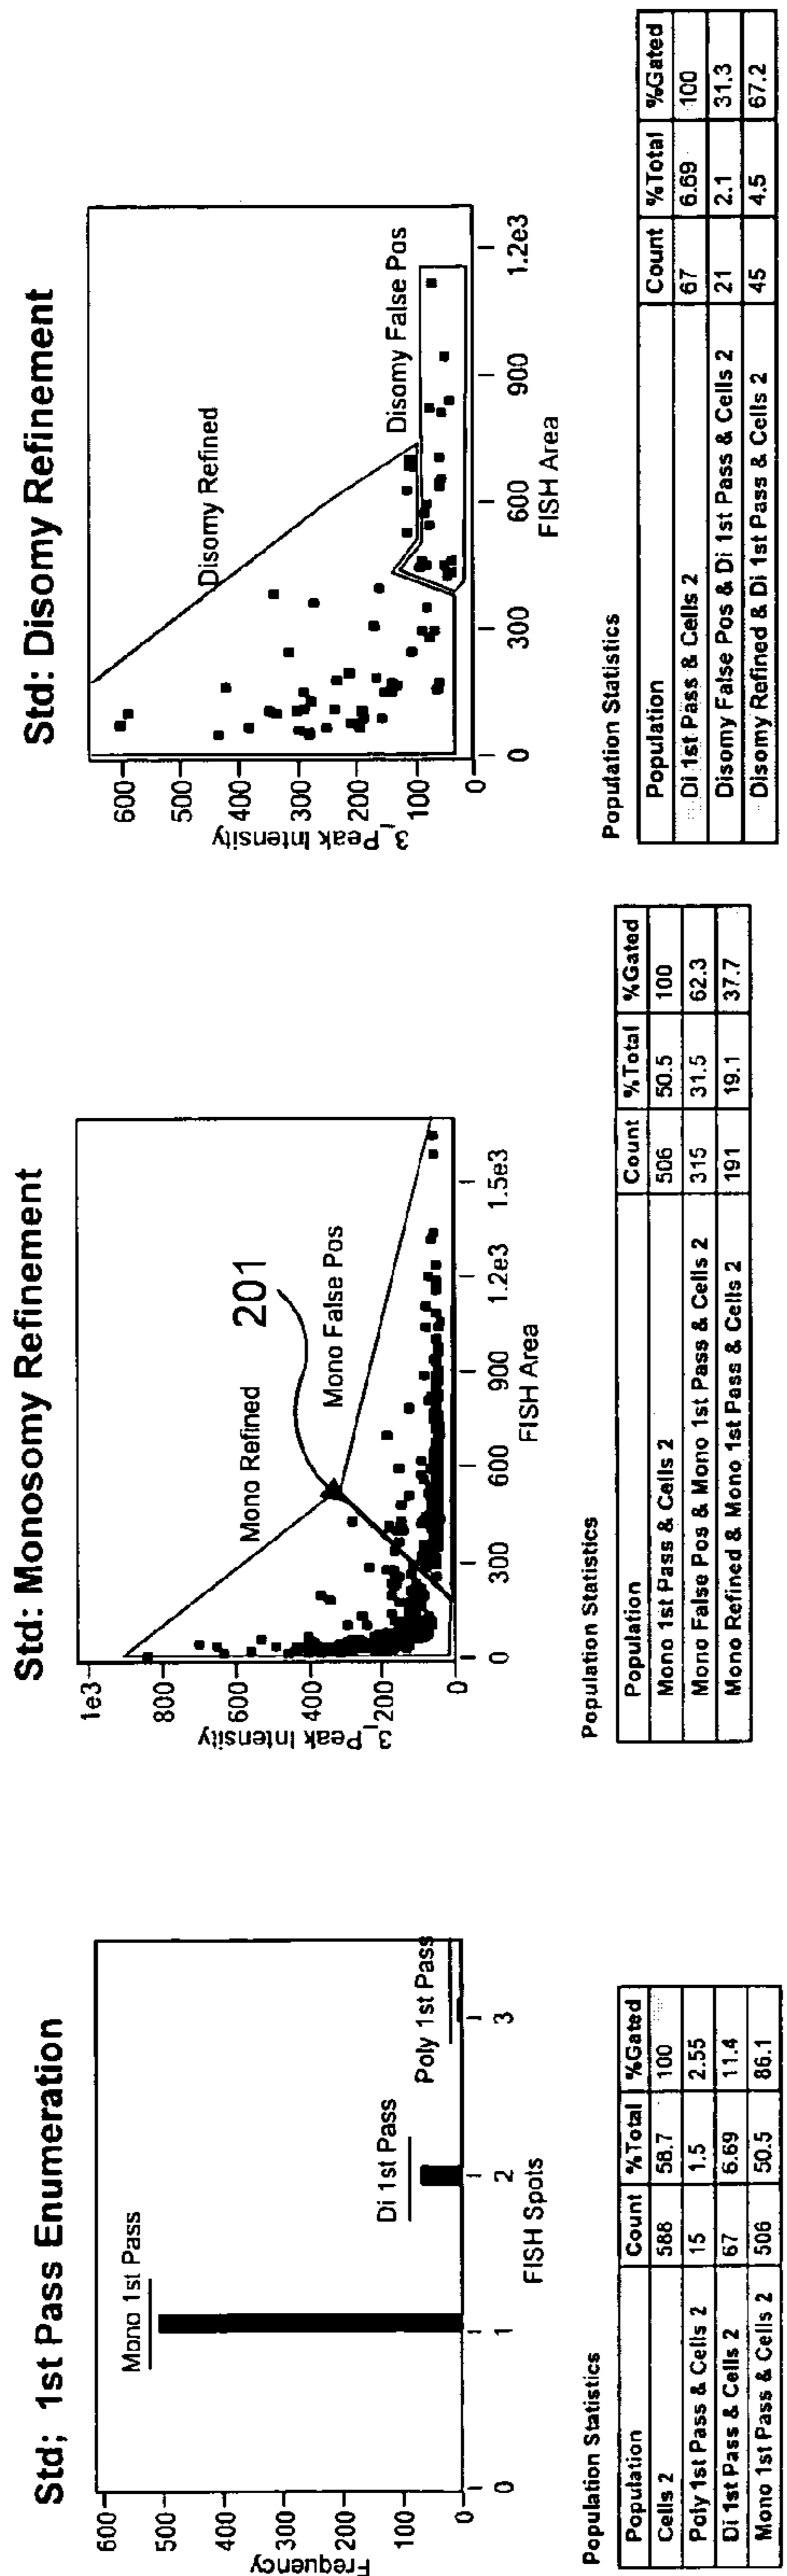 Std; 1st Pass Enumeration
600
500
400
300
200
100
0
Frequency
Mono 1st Pass
Di 1st Pass
Poly 1st Pass
0 1 2 3
FISH Spots
Population Statistics
Population Count %Total %Gated
Cells 2 588 58.7 100
Poly 1st Pass & Cells 2 15 1.5 2.55
Di 1st Pass & Cells 2 67 6.69 11.4
Mono 1st Pass & Cells 2 506 50.5 86.1
Std: Monosomy Refinement
1e3
800
600
400
200
0
3_Peak Intensity
Mono Refined
201
Mono False Pos
0 300 600 900 1.2e3 1.5e3
FISH Area
Population Statistics
Population Count %Total %Gated
Mono 1st Pass & Cells 2 506 50.5 100
Mono False Pos & Mono 1st Pass & Cells 2 315 31.5 62.3
Mono Refined & Mono 1st Pass & Cells 2 191 19.1 37.7
Std: Disomy Refinement
600
500
400
300
200
100
0
3_Peak Intensity
Disomy Refined
Disomy False Pos
0 300 600 900 1.2e3
FISH Area
Population Statistics
Population Count %Total %Gated
Di 1st Pass & Cells 2 67 6.69 100
Disomy False Pos & Di 1st Pass & Cells 2 21 2.1 31.3
Disomy Refined & Di 1st Pass & Cells 2 45 4.5 67.2